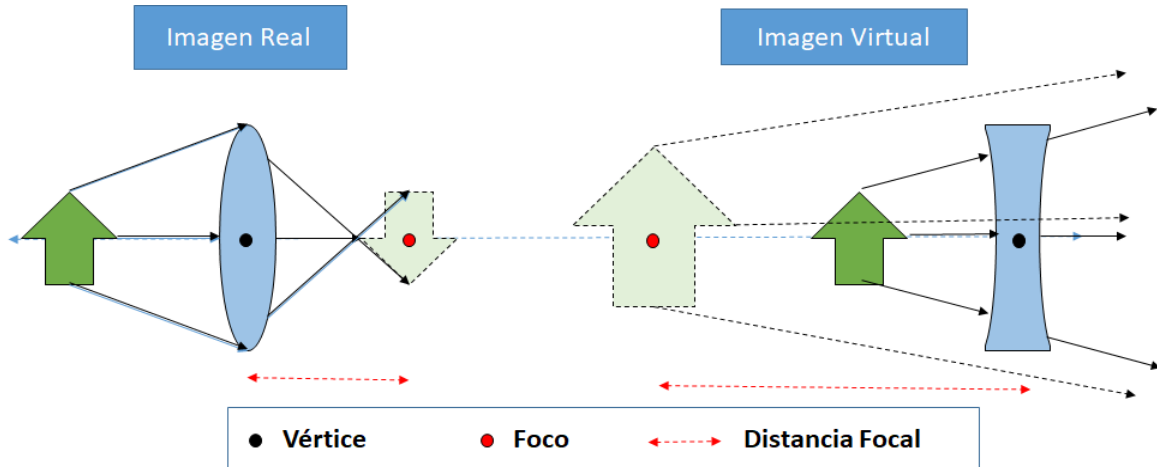 Imagen Real
Imagen Virtual
Vértice
Foco
Distancia Focal